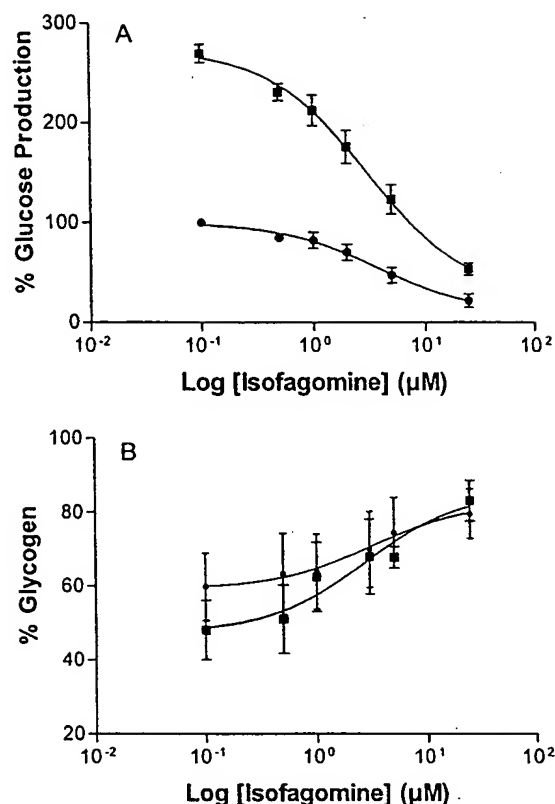 A
300
200
100
0
% Glucose Production
10-2 10-1 100 101 102
Log [Isofagomine] (µM)
B
100
80
60
40
20
% Glycogen
10-2 10-1 100 101 102
Log [Isofagomine] (µM)